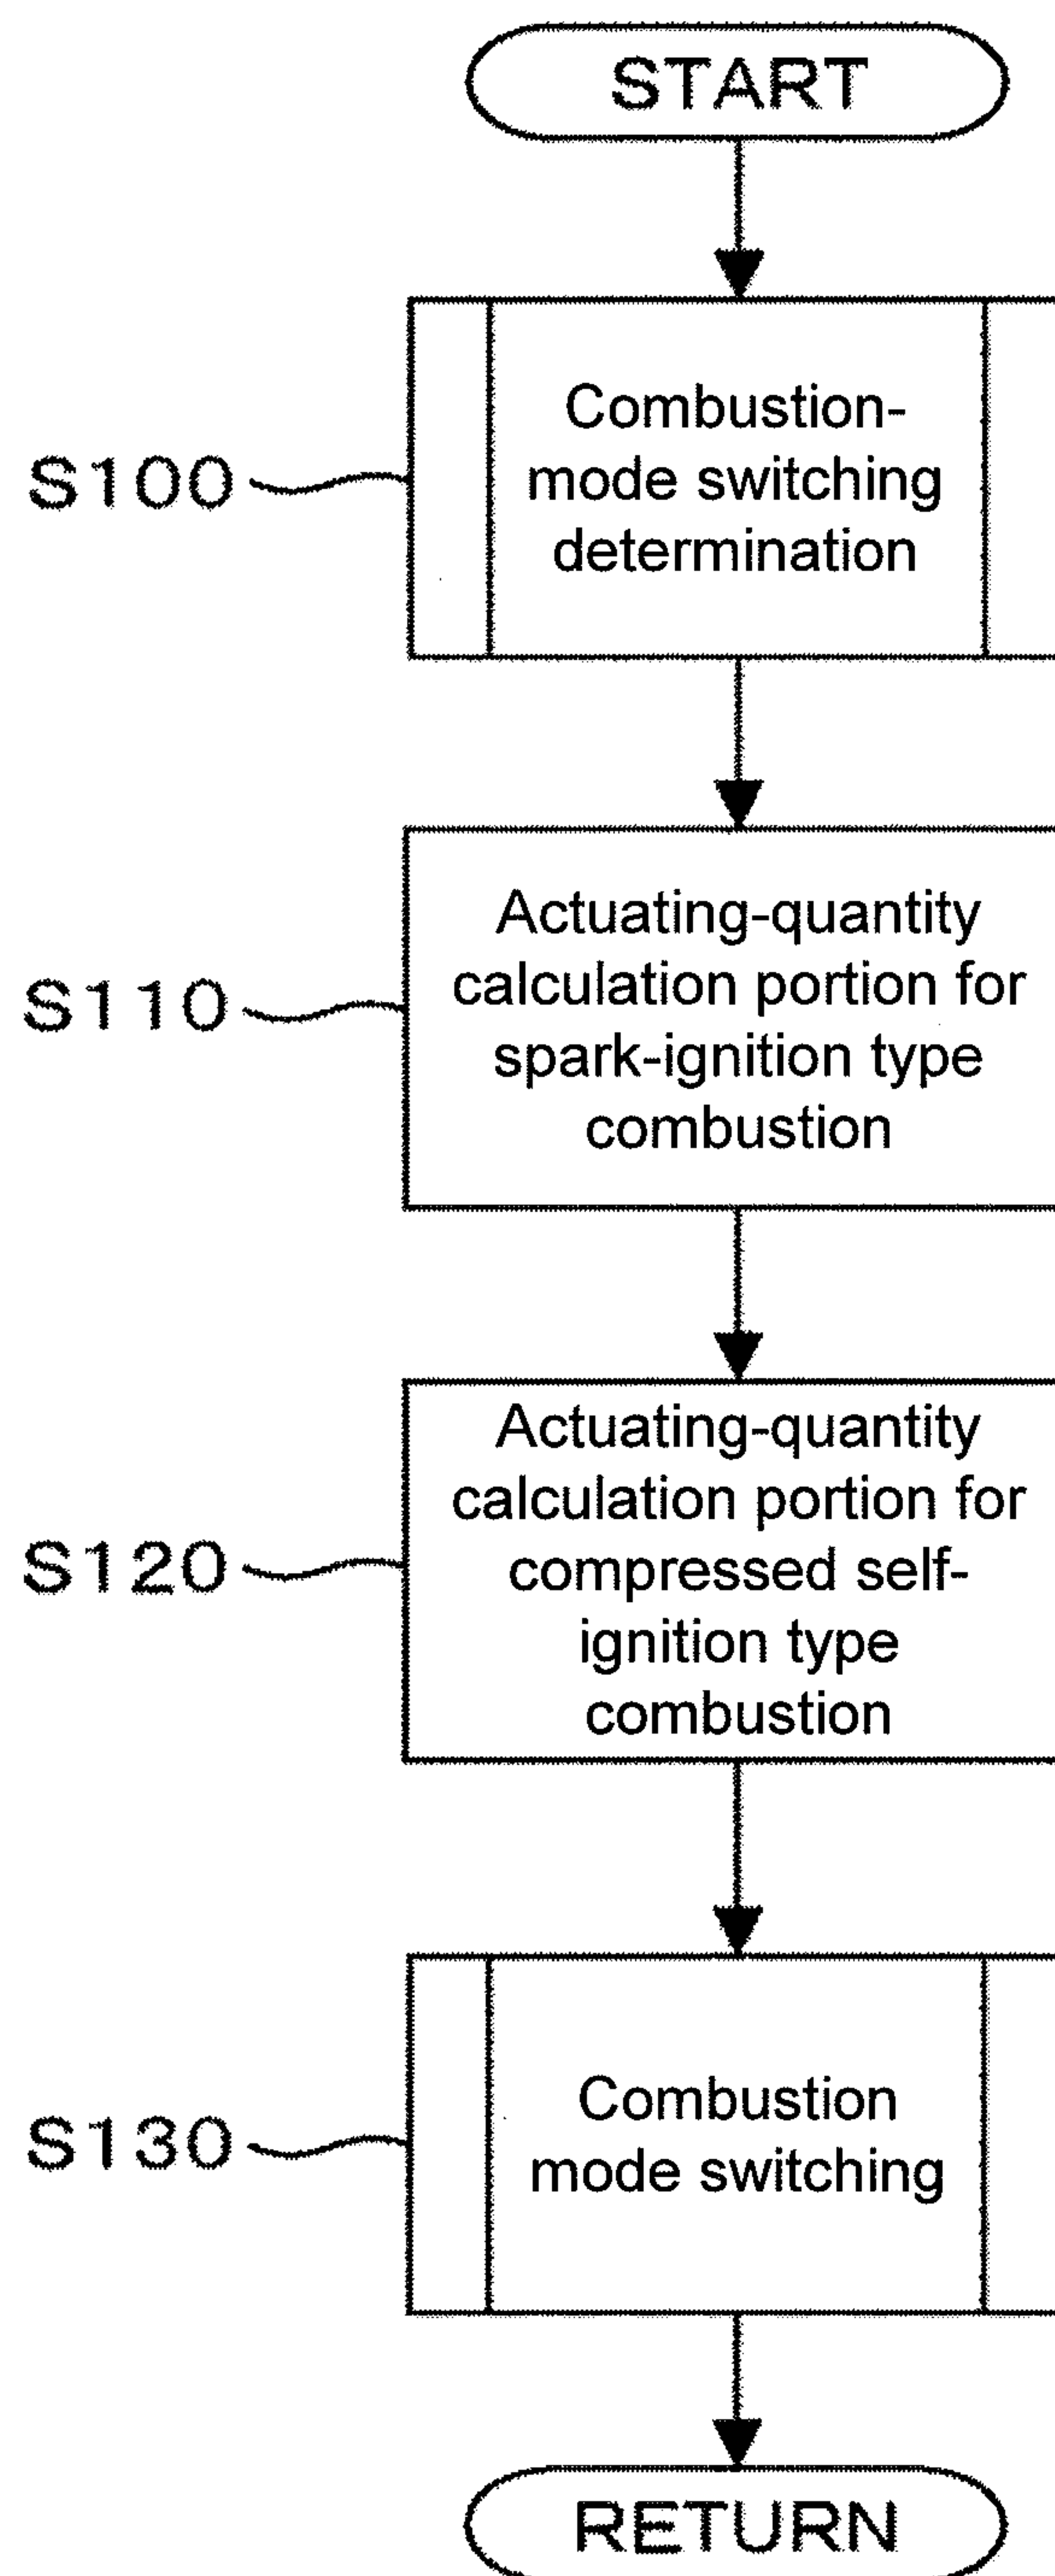 START
S100
Combustion-
mode switching
determination
S110
Actuating-quantity
calculation portion for
spark-ignition type
combustion
S120
Actuating-quantity
calculation portion for
compressed self-
ignition type
combustion
S130
Combustion
mode switching
RETURN